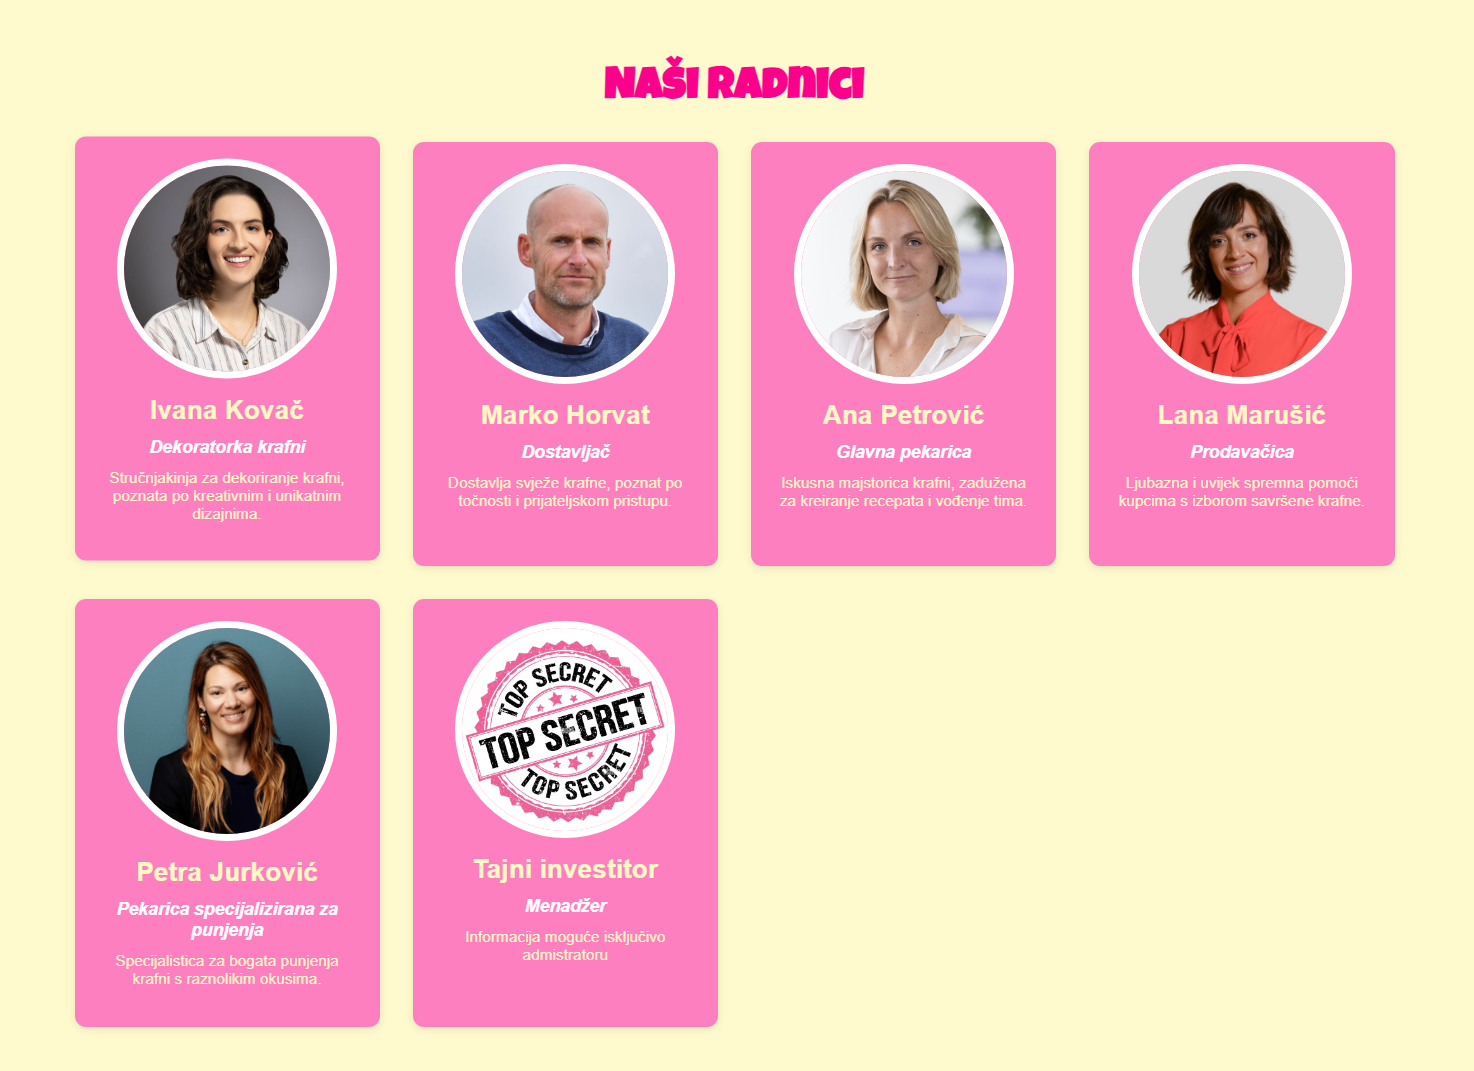 Naši Radnici
Ivana Kovač
Dekoratorka krafni
Stručnjakinja za dekoriranje krafni,
poznata po kreativnim i unikatnim
dizajnima.
Marko Horvat
Dostavljač
Dostavlja svježe krafne, poznat po
točnosti i prijateljskom pristupu.
Ana Petrović
Glavna pekarica
Iskusna majstorica krafni, zadužena
za kreiranje recepata i vođenje tima.
Lana Marušić
Prodavačica
Ljubazna i uvijek spremna pomoći
kupcima s izborom savršene krafne.
Petra Jurković
Pekarica specijalizirana za
punjenja
Specijalistica za bogata punjenja
krafni s raznolikim okusima.
TOP SECRET
TOP SECRET
TOP SECRET
Tajni investitor
Menadžer
Informacija moguće isključivo
admistratoru